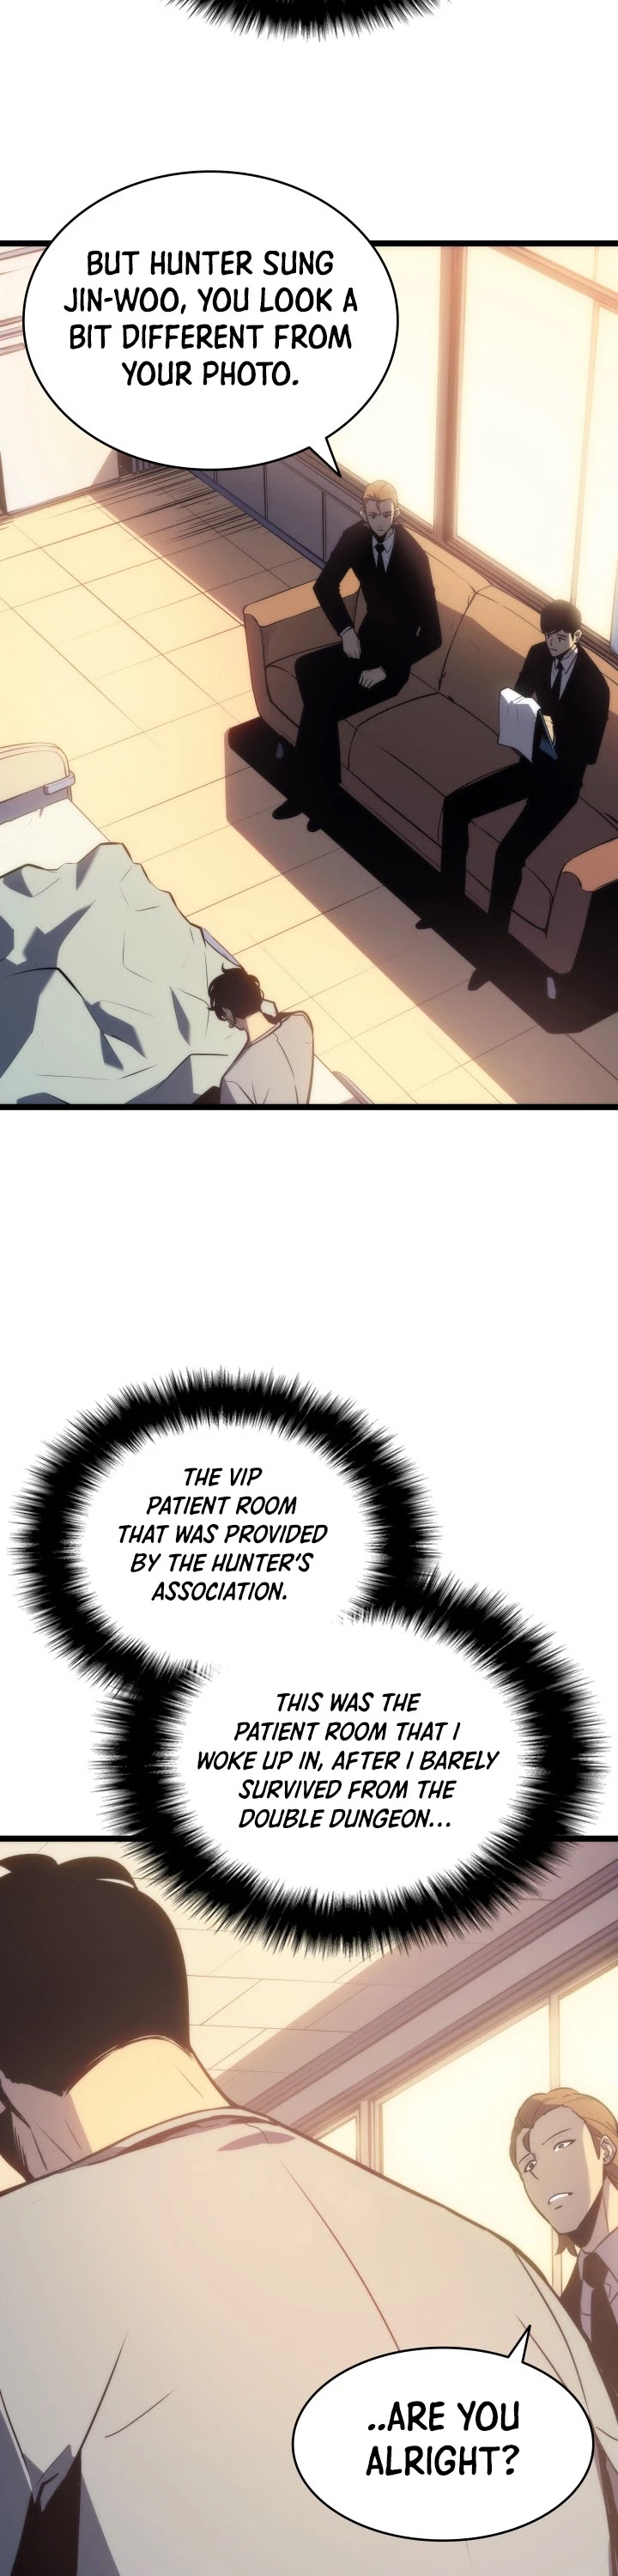 BUT HUNTER SUNG
JIN-WOO, YOU LOOK A
BIT DIFFERENT FROM
YOUR PHOTO.
THE VIP
PATIENT ROOM
THAT WAS PROVIDED
BY THE HUNTER'S
ASSOCIATION.
THIS WAS THE
PATIENT ROOM THAT I
WOKE UP IN, AFTER I BARELY
SURVIVED FROM THE
DOUBLE DUNGEON...
..ARE YOU
ALRIGHT?